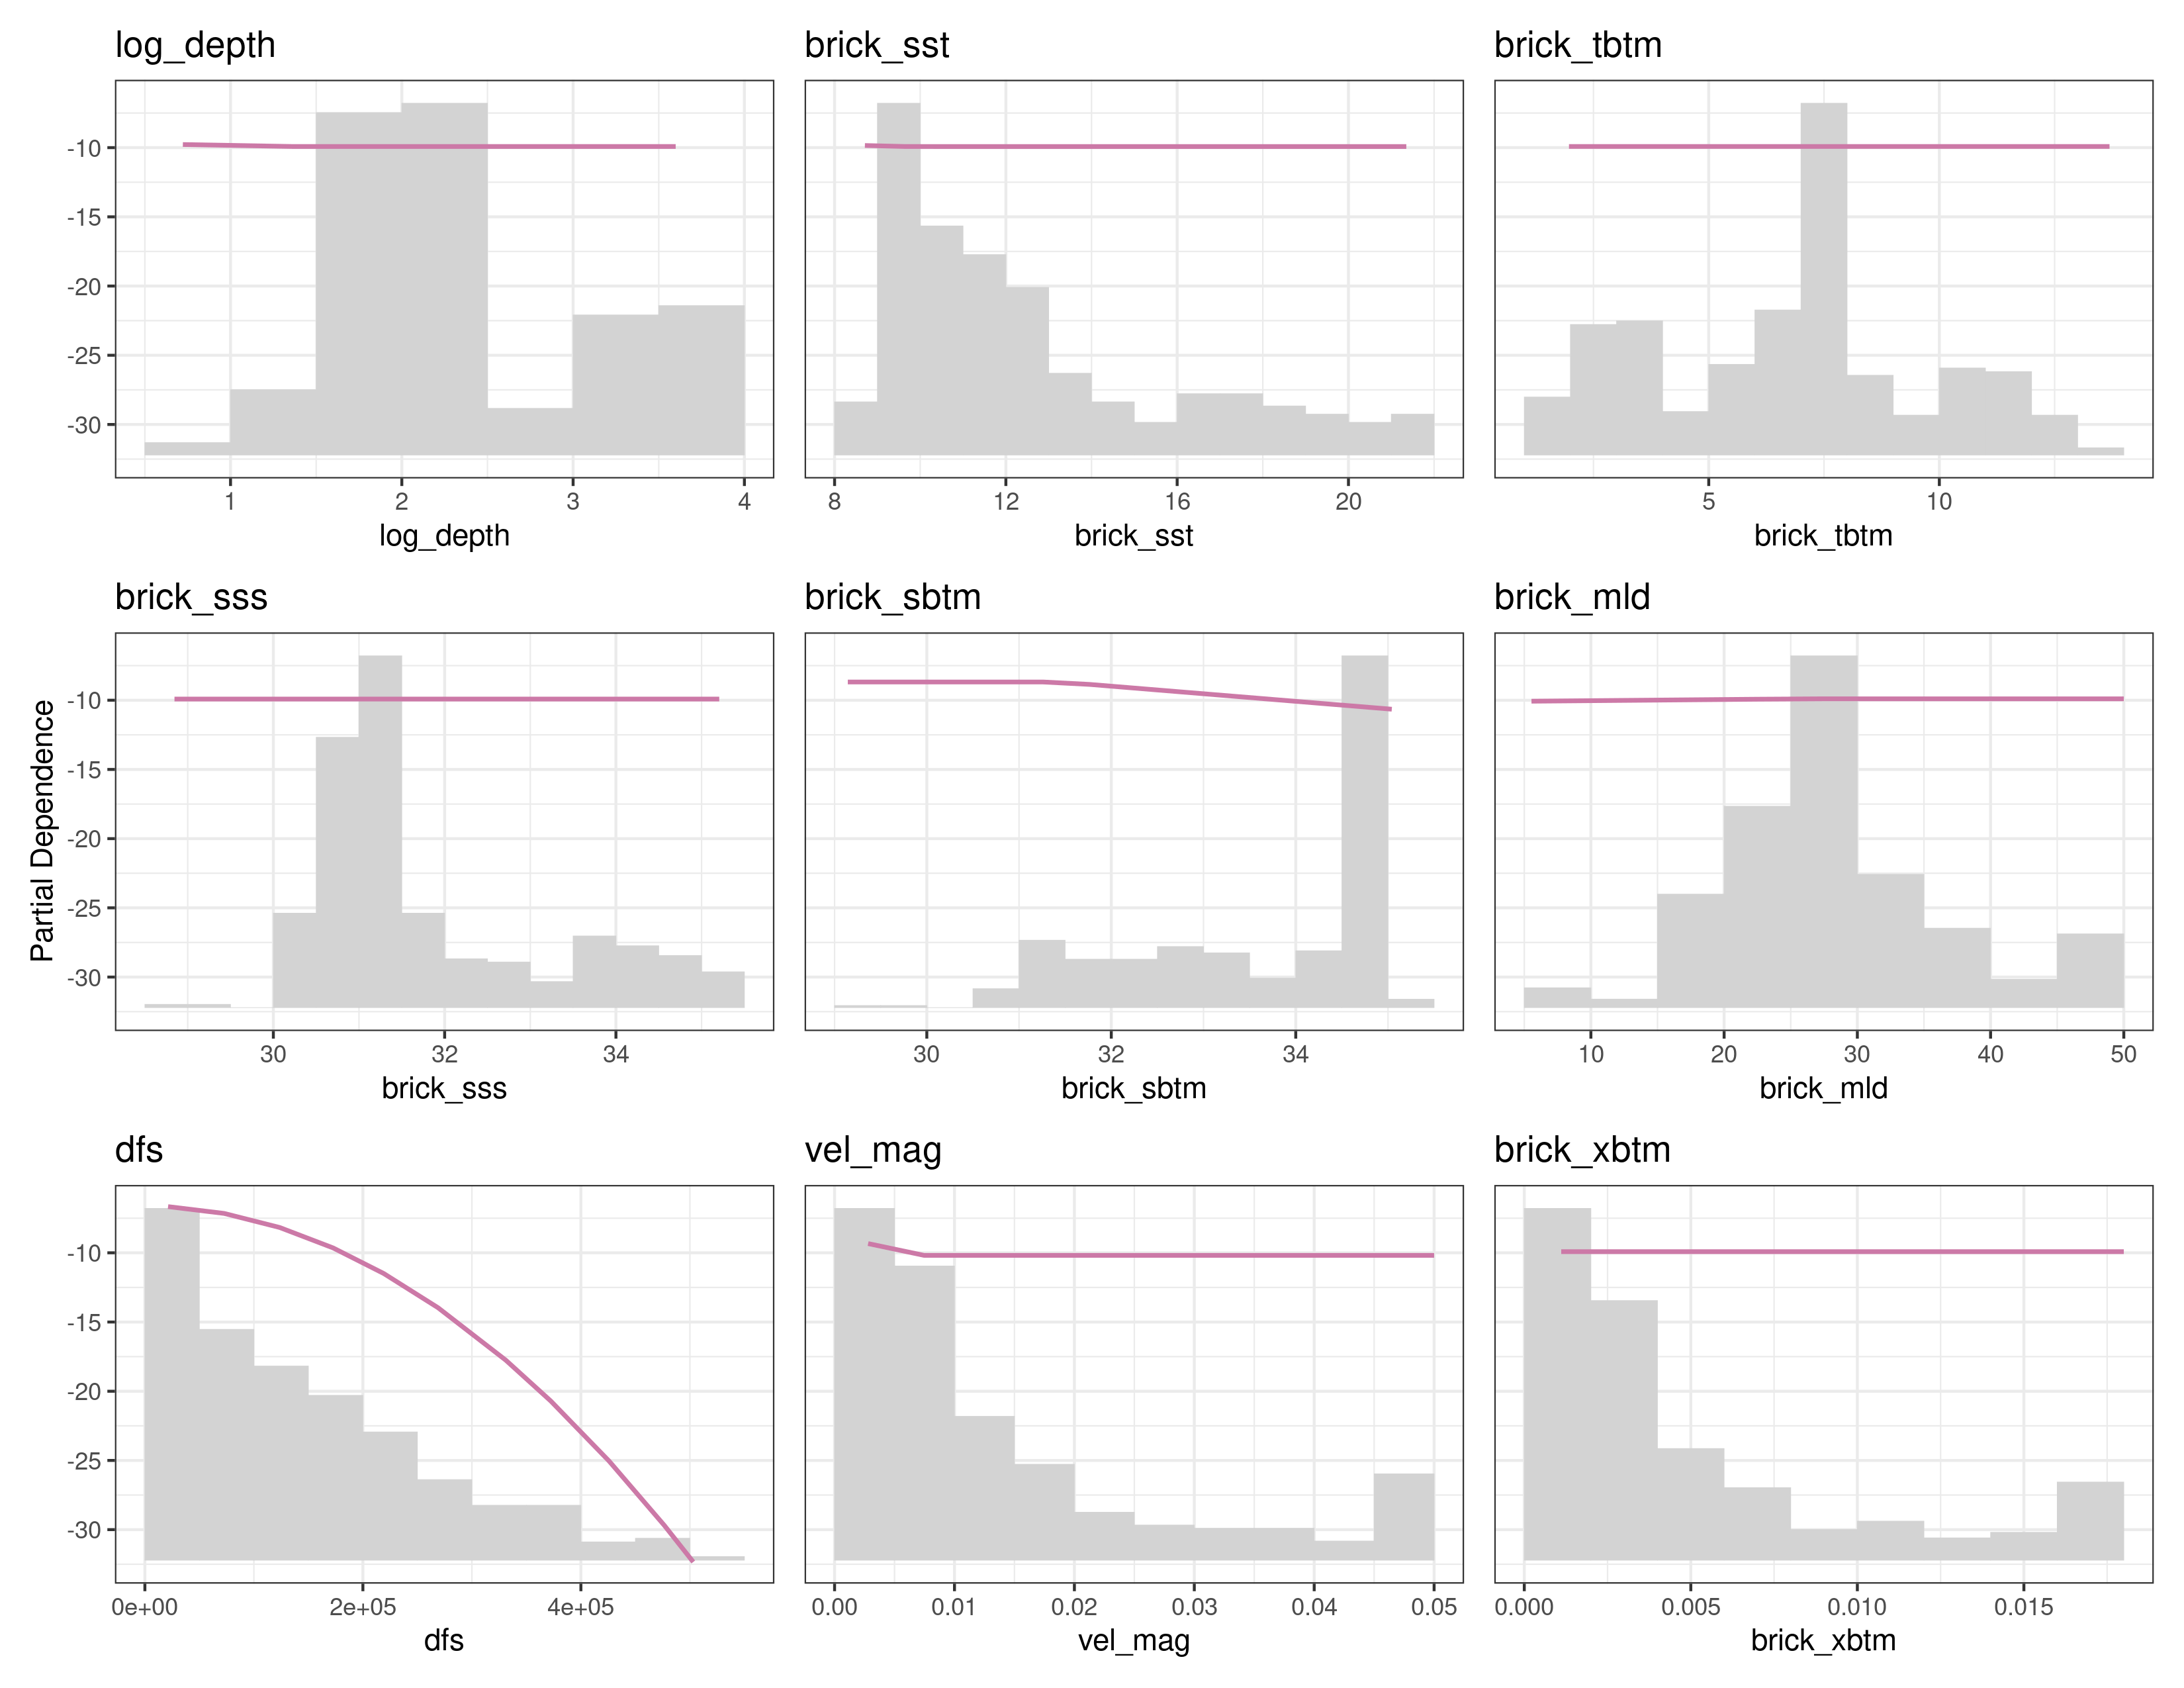 log_depth
brick_sst
brick_tbtm
-10
-15
-20
-25
-30
1 2 3 4
8 12 16 20
5 10
log_depth
brick_sst
brick_tbtm
brick_sss
brick_sbtm
brick_mld
Partial Dependence
-10
-15
-20
-25
-30
30 32 34
30 32 34
10 20 30 40 50
brick_sss
brick_sbtm
brick_mld
dfs
vel_mag
brick_xbtm
-10
-15
-20
-25
-30
0e+00 2e+05 4e+05
0.00 0.01 0.02 0.03 0.04 0.05
0.000 0.005 0.010 0.015
dfs
vel_mag
brick_xbtm